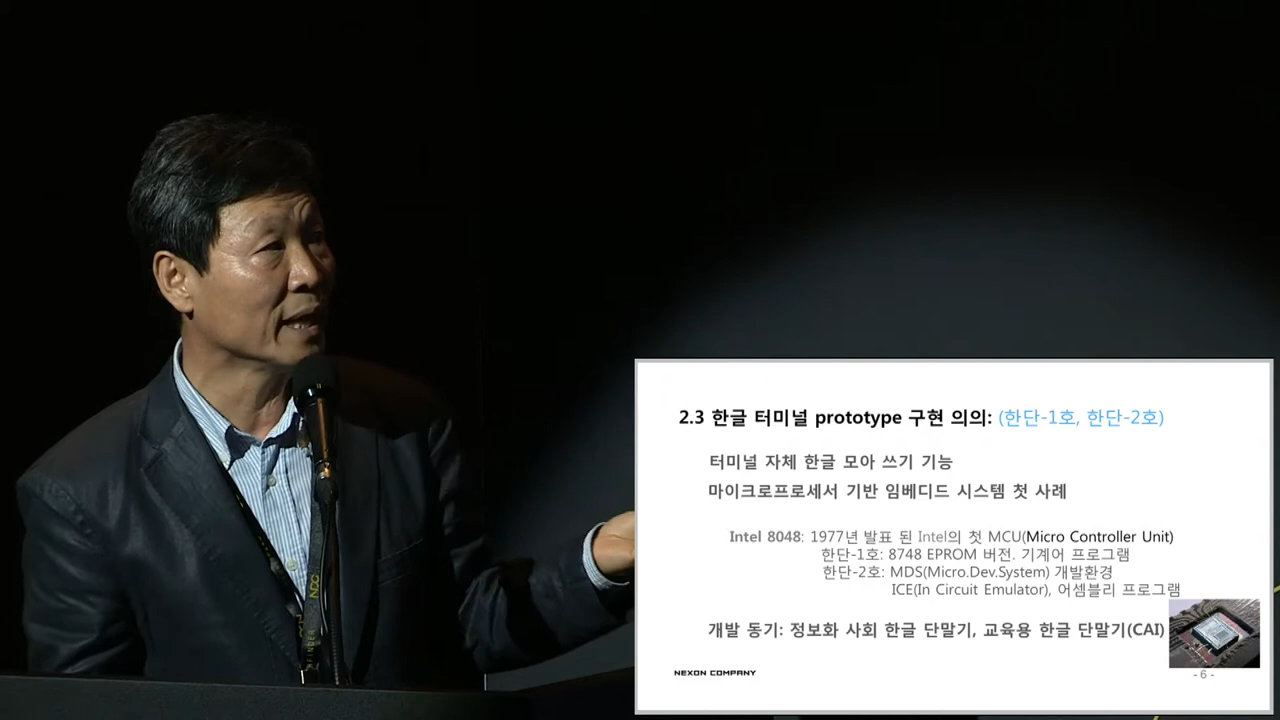 2.3 한글 터미널 prototype 구현 의의: (한단-1호, 한단-2호)
터미널 자체 한글 모아 쓰기 기능
마이크로프로세서 기반 임베디드 시스템 첫 사례
Intel 8048: 1977년 발표 된 Intel의 첫 MCU(Micro Controller Unit)
한단-1호: 8748 EPROM 버전. 기계어 프로그램
한단-2호: MDS(Micro.Dev.System) 개발환경
ICE(In Circuit Emulator), 어셈블리 프로그램
개발 동기: 정보화 사회 한글 단말기, 교육용 한글 단말기(CAI)
NEXON COMPANY
- 6 -
NDC